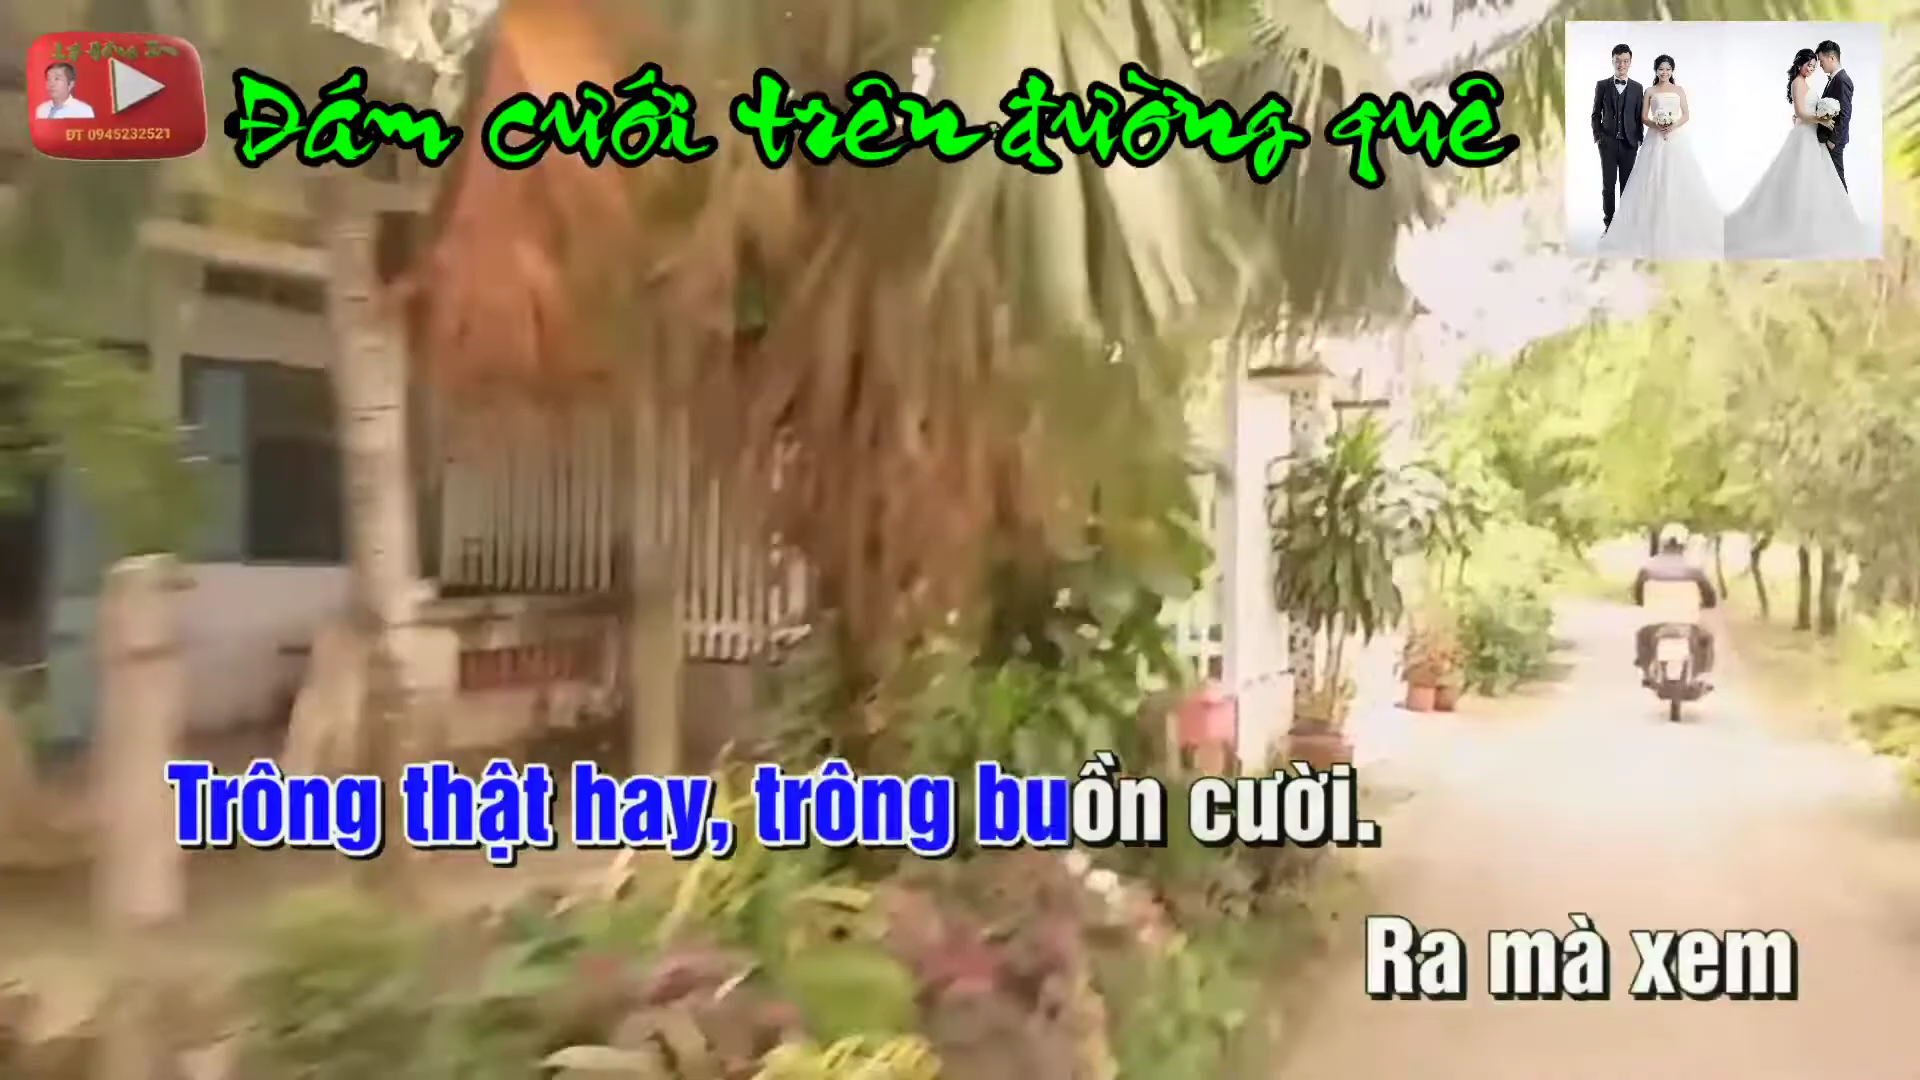 Đám cưới trên đường quê
ĐT 0945232521
Trông thật hay, trông buồn cười.
Ra mà xem